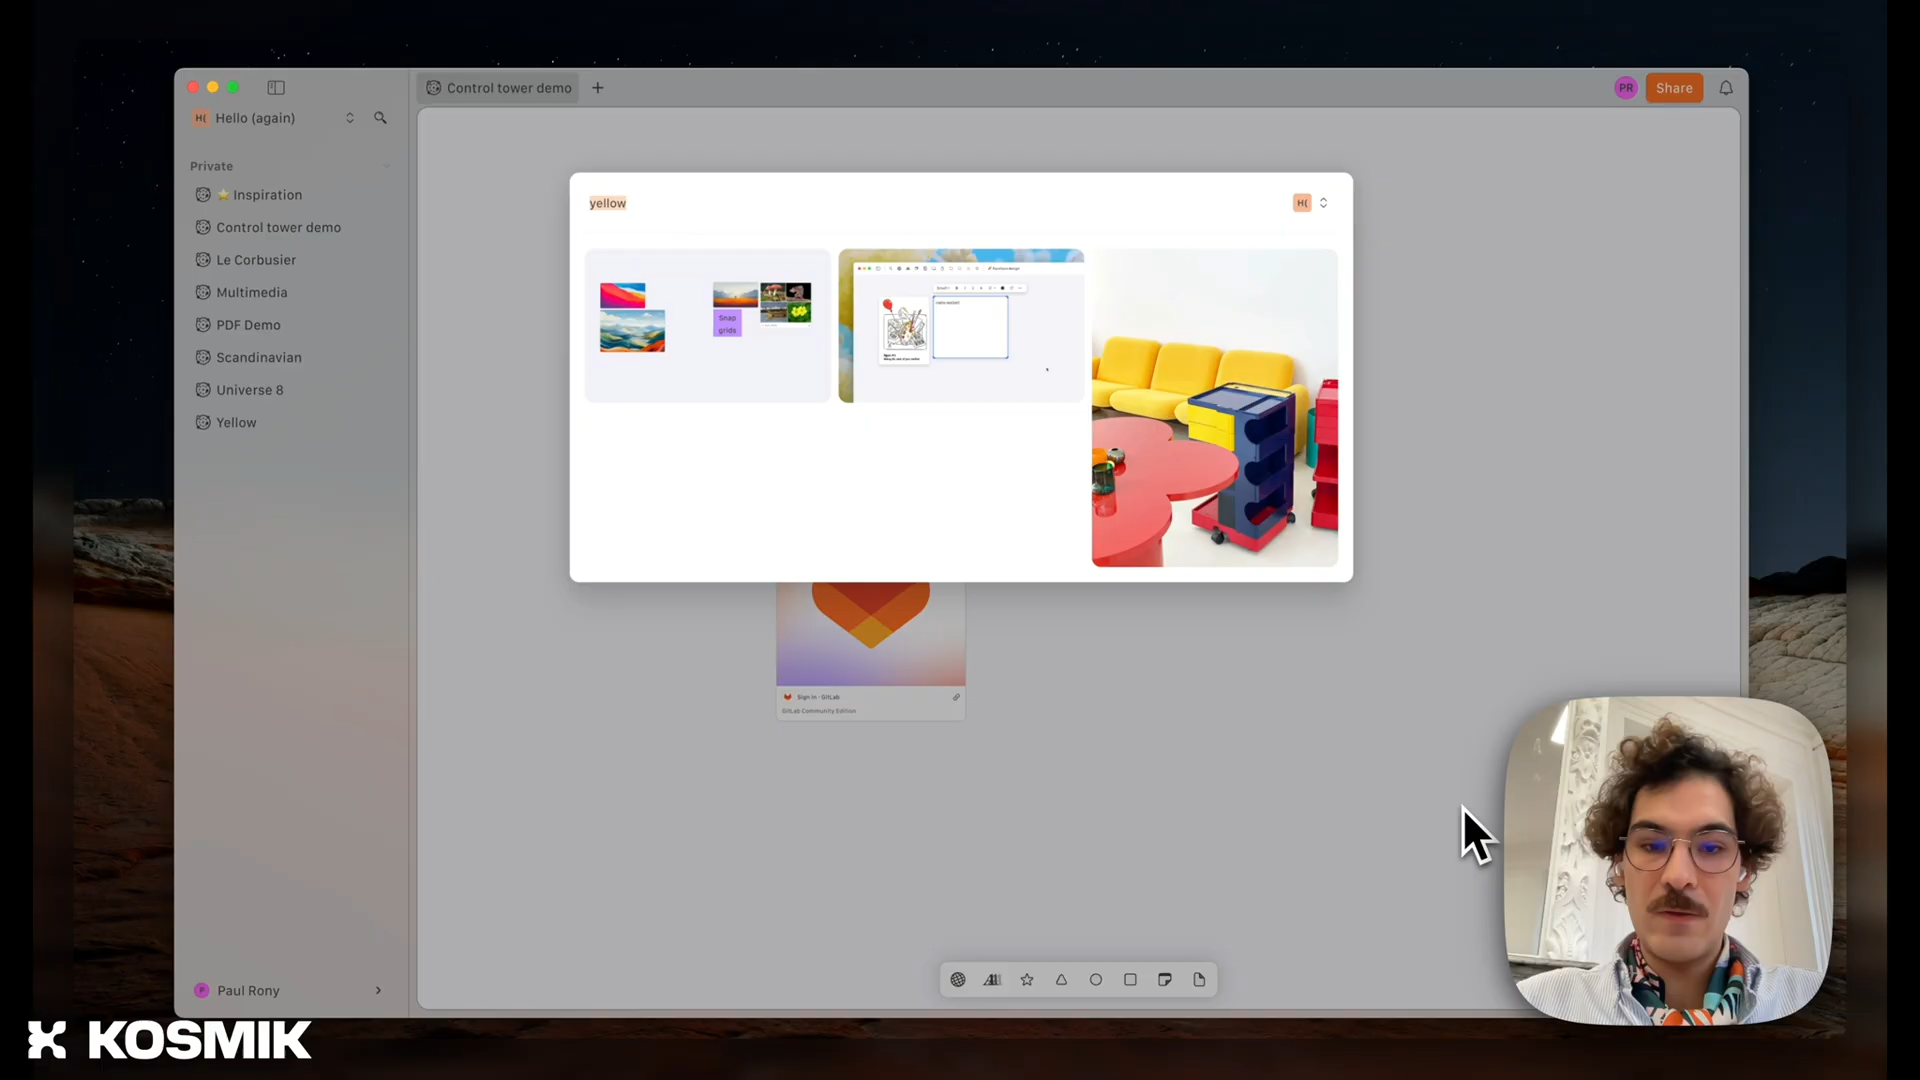 Control tower demo
PR
Share
H( Hello (again)
Private
Inspiration
Control tower demo
Le Corbusier
Multimedia
PDF Demo
Scandinavian
Universe 8
Yellow
yellow
H(
Snap
grids
Sign in · GitLab
GitLab Community Edition
P Paul Rony
KOSMIK